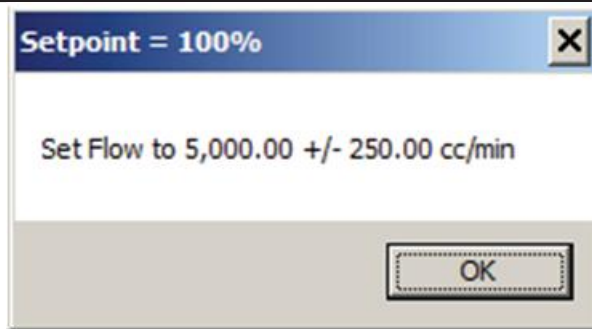 Setpoint = 100%
Set Flow to 5,000.00 +/- 250.00 cc/min
OK